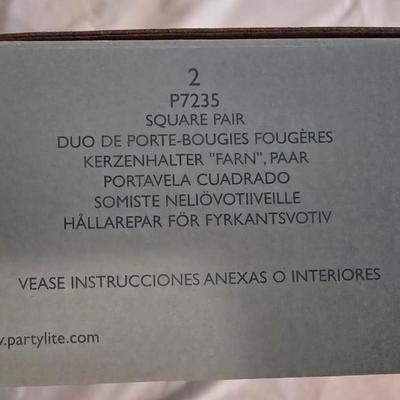 2
P7235
SQUARE PAIR
DUO DE PORTE-BOUGIES FOUGÈRES
KERZENHALTER "FARN", PAAR
PORTAVELA CUADRADO
SOMISTE NELIÖVOTIIVEILLE
HÅLLAREPAR FÖR FYRKANTSVOTIV
VEASE INSTRUCCIONES ANEXAS O INTERIORES
.partylite.com